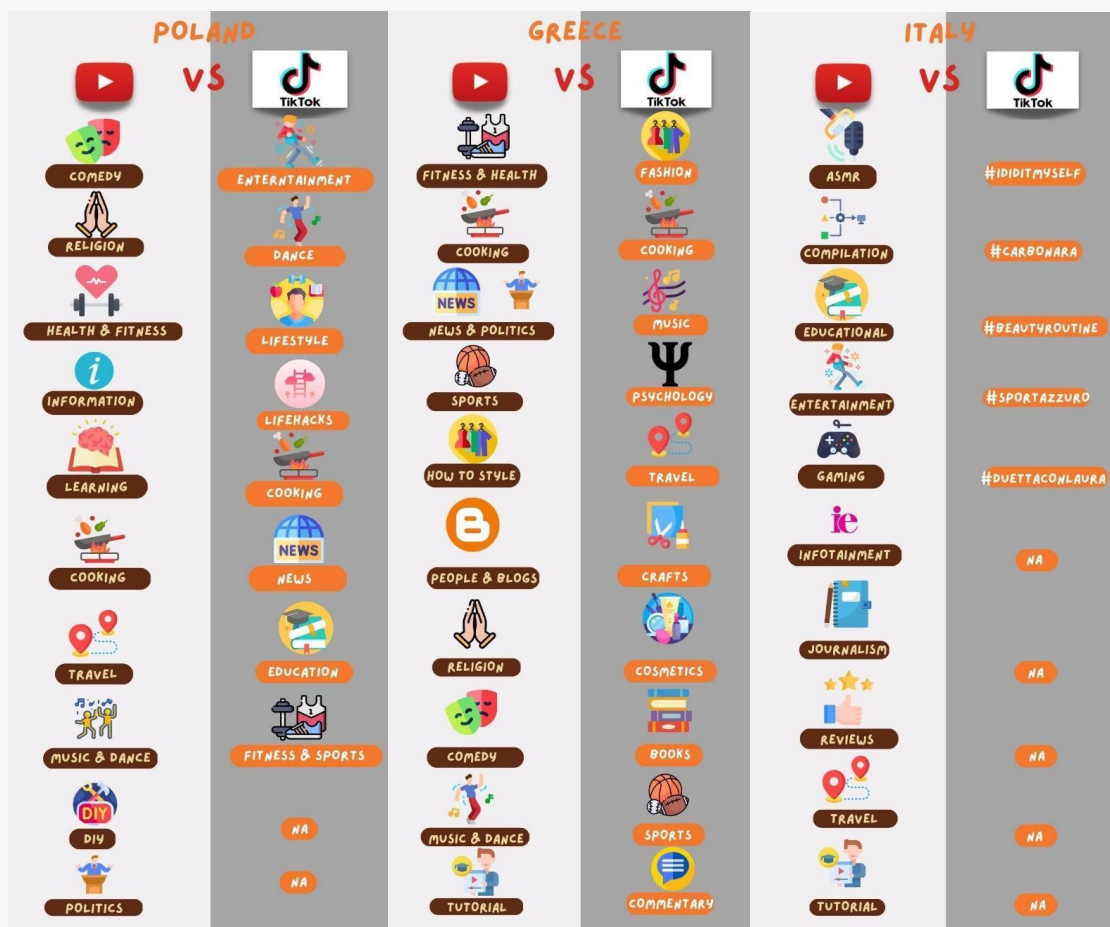 POLAND
GREECE
ITALY
VS
TikTok
VS
TikTok
VS
TikTok
COMEDY
ENTERNTAINMENT
FITNESS & HEALTH
FASHION
ASMR
#IDIDITMYSELF
RELIGION
DANCE
COOKING
COOKING
COMPILATION
#CARBONARA
HEALTH & FITNESS
LIFESTYLE
NEWS
NEWS & POLITICS
MUSIC
EDUCATIONAL
#BEAUTYROUTINE
i
INFORMATION
LIFEHACKS
SPORTS
Ψ
PSYCHOLOGY
ENTERTAINMENT
#SPORTAZZURO
LEARNING
COOKING
HOW TO STYLE
TRAVEL
GAMING
#DUETTACONLAURA
COOKING
NEWS
NEWS
B
PEOPLE & BLOGS
CRAFTS
ie
INFOTAINMENT
NA
TRAVEL
EDUCATION
RELIGION
COSMETICS
JOURNALISM
NA
MUSIC & DANCE
FITNESS & SPORTS
COMEDY
BOOKS
REVIEWS
NA
DIY
DIY
NA
MUSIC & DANCE
SPORTS
TRAVEL
NA
POLITICS
NA
TUTORIAL
COMMENTARY
TUTORIAL
NA